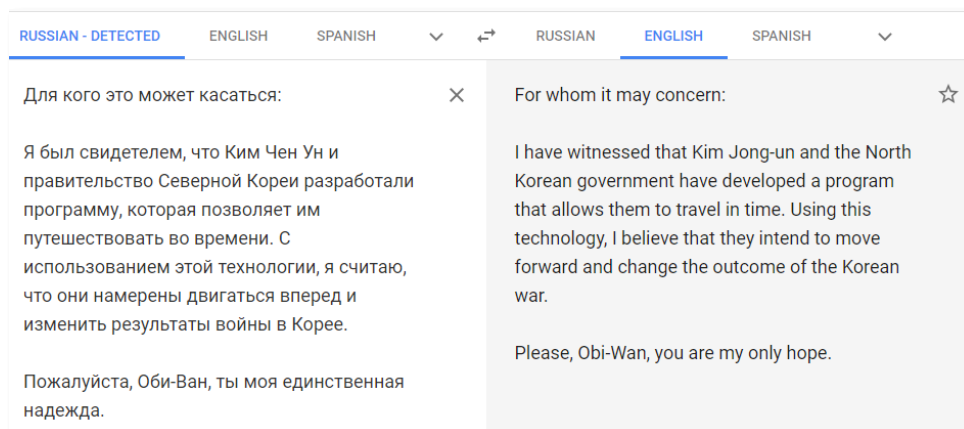 RUSSIAN - DETECTED ENGLISH SPANISH RUSSIAN ENGLISH SPANISH
Для кого это может касаться:
Я был свидетелем, что Ким Чен Ун и
правительство Северной Кореи разработали
программу, которая позволяет им
путешествовать во времени. С
использованием этой технологии, я считаю,
что они намерены двигаться вперед и
изменить результаты войны в Корее.
Пожалуйста, Оби-Ван, ты моя единственная
надежда.
For whom it may concern:
I have witnessed that Kim Jong-un and the North
Korean government have developed a program
that allows them to travel in time. Using this
technology, I believe that they intend to move
forward and change the outcome of the Korean
war.
Please, Obi-Wan, you are my only hope.